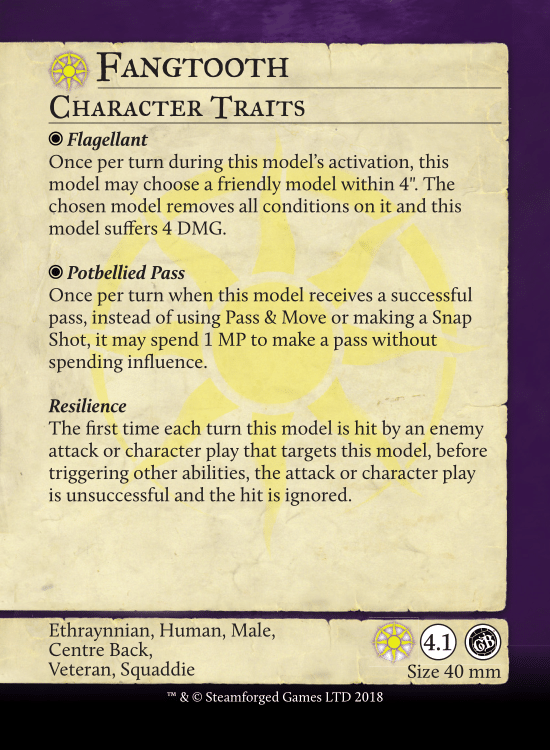 Fangtooth
Character Traits
Flagellant
Once per turn during this model's activation, this
model may choose a friendly model within 4". The
chosen model removes all conditions on it and this
model suffers 4 DMG.
Potbellied Pass
Once per turn when this model receives a successful
pass, instead of using Pass & Move or making a Snap
Shot, it may spend 1 MP to make a pass without
spending influence.
Resilience
The first time each turn this model is hit by an enemy
attack or character play that targets this model, before
triggering other abilities, the attack or character play
is unsuccessful and the hit is ignored.
Ethraynnian, Human, Male,
Centre Back,
Veteran, Squaddie
4.1
GB
Size 40 mm
™ & © Steamforged Games LTD 2018